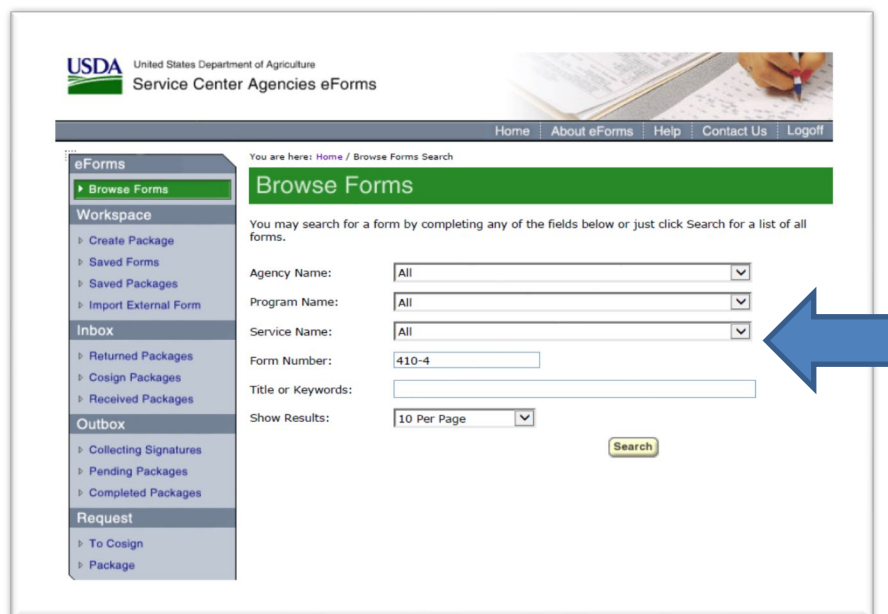 USDA United States Department of Agriculture
Service Center Agencies eForms
Home About eForms Help Contact Us Logoff
eForms
Browse Forms
Workspace
Create Package
Saved Forms
Saved Packages
Import External Form
Inbox
Returned Packages
Cosign Packages
Received Packages
Outbox
Collecting Signatures
Pending Packages
Completed Packages
Request
To Cosign
Package
You are here: Home / Browse Forms Search
Browse Forms
You may search for a form by completing any of the fields below or just click Search for a list of all
forms.
Agency Name: All
Program Name: All
Service Name: All
Form Number: 410-4
Title or Keywords:
Show Results: 10 Per Page
Search